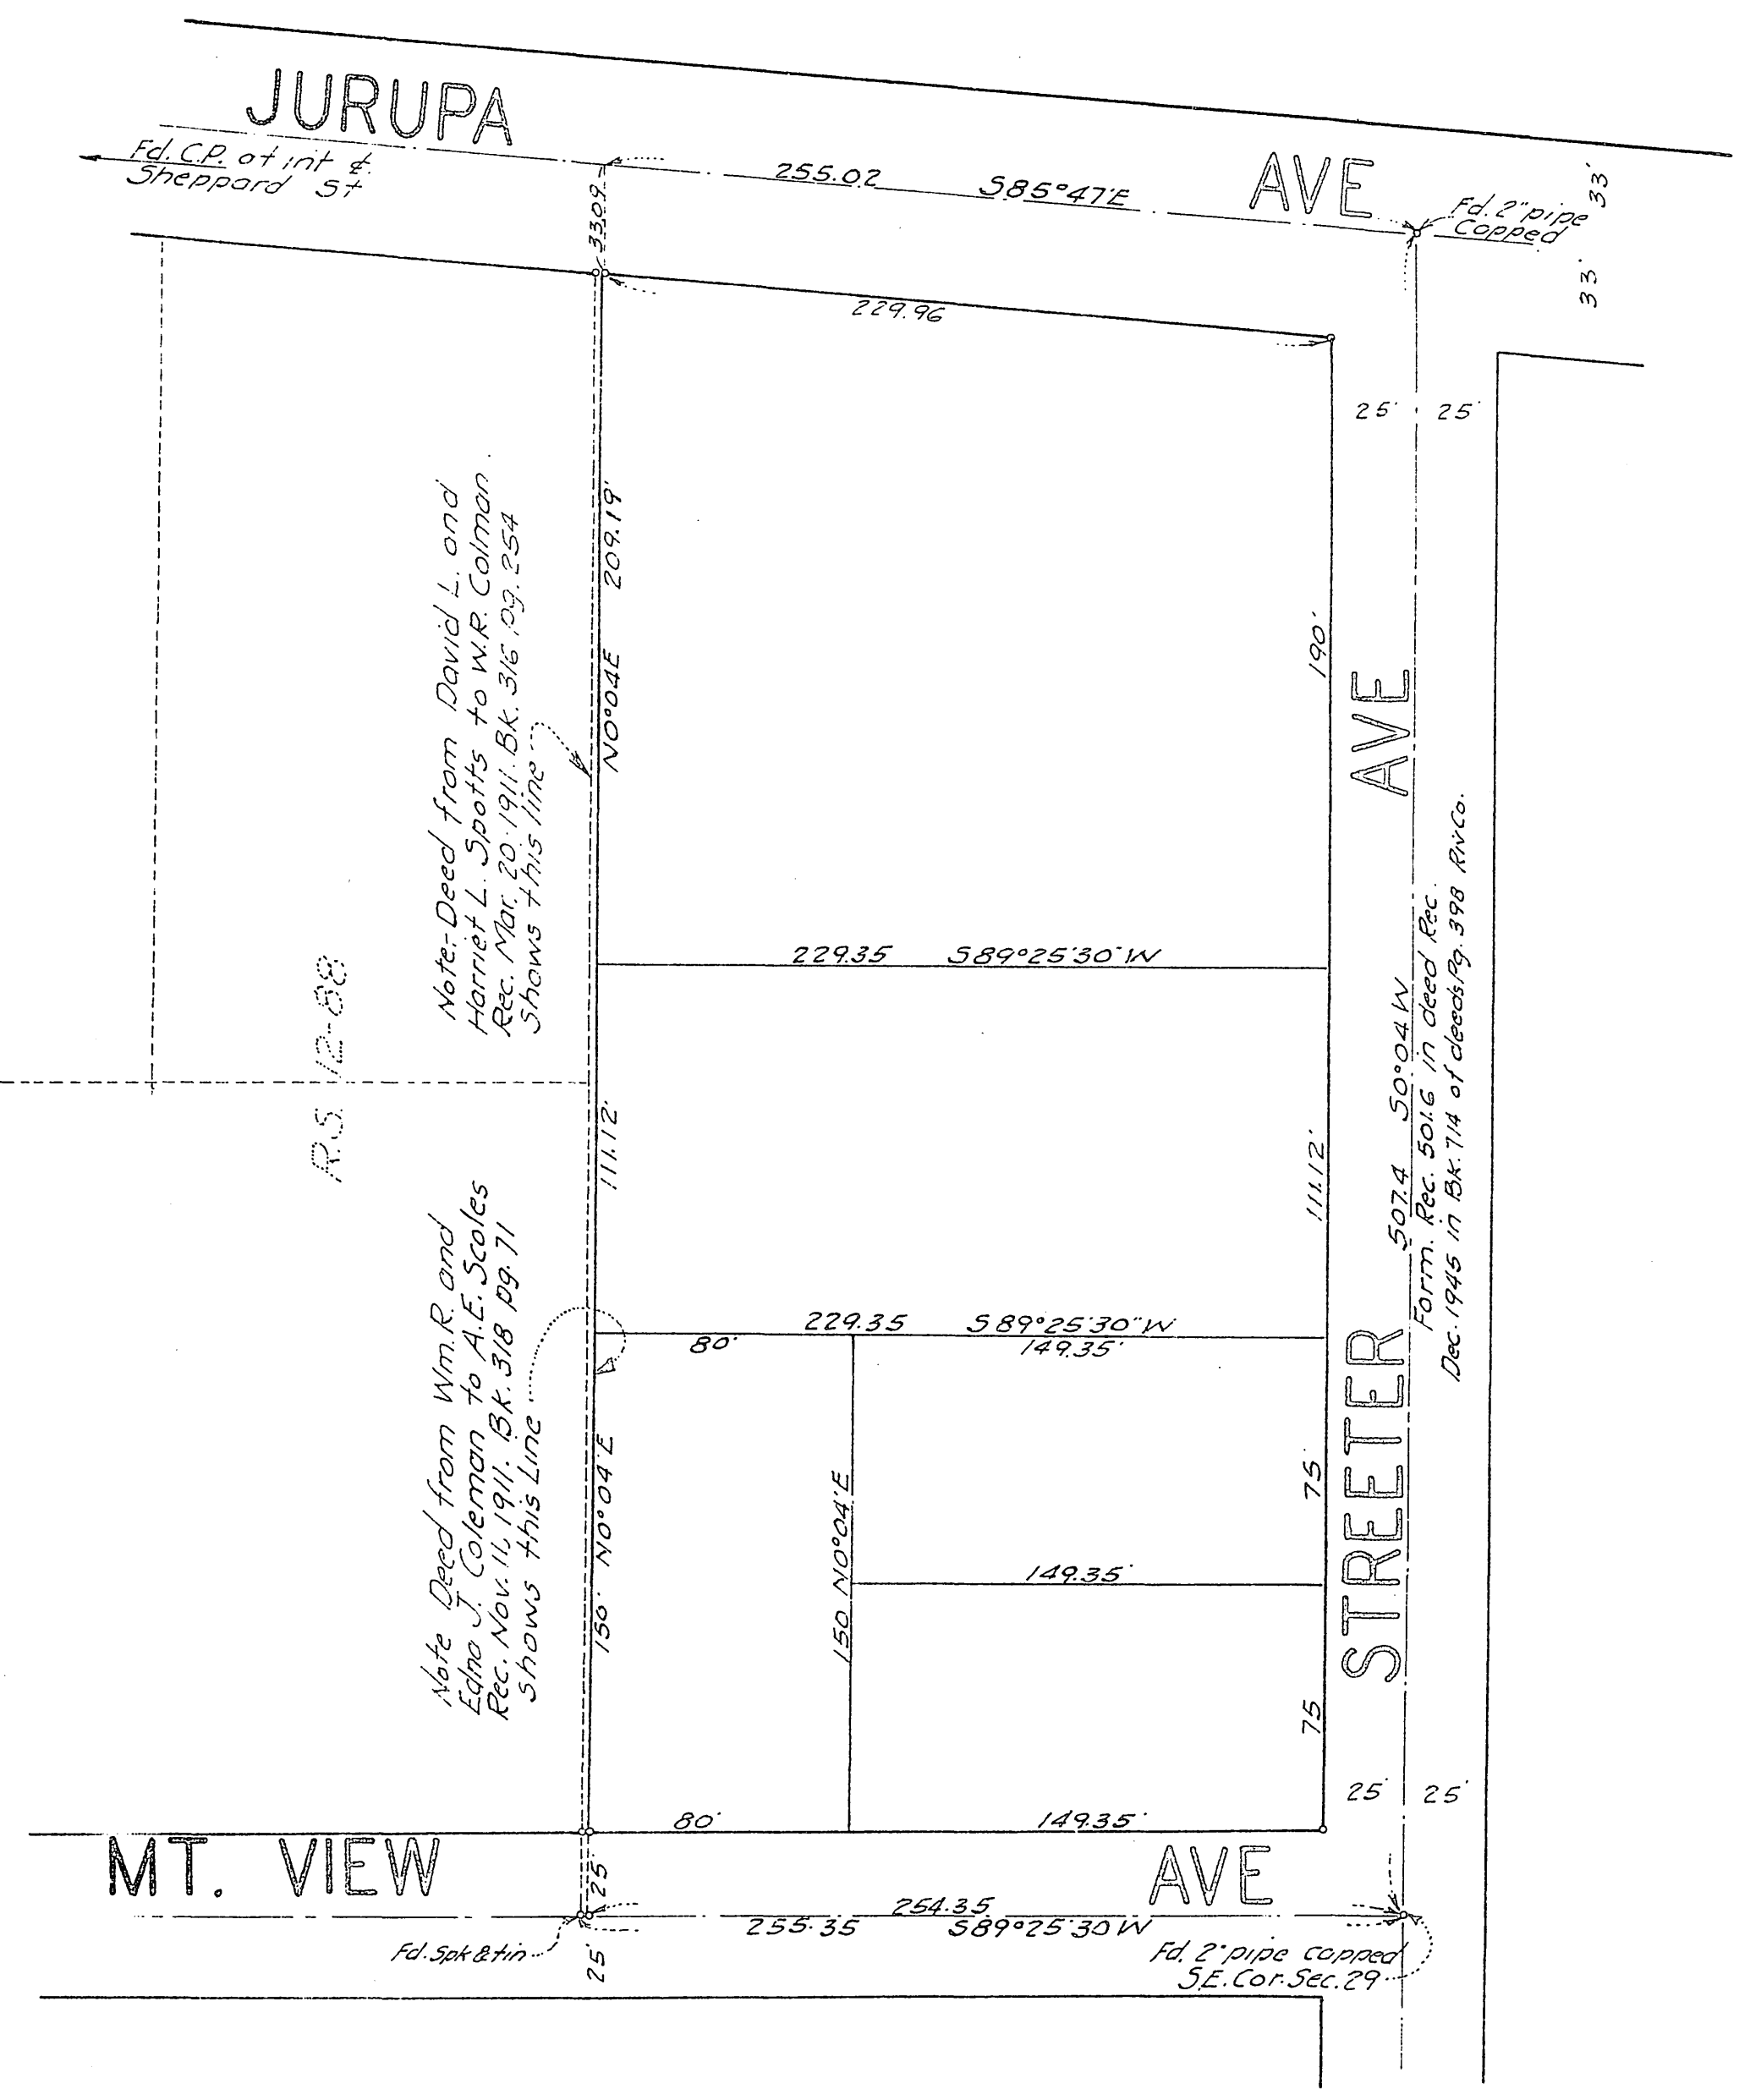 JURUPA AVE
Fd. C.P. at int ℄.
Sheppard St
255.02 S85°47'E
Fd. 2" pipe
Capped
33'
33'
33.09
229.96
25' 25'
Note:- Deed from David L. and
Harriet L. Spotts to W.R. Colman.
Rec. Mar. 20 1911. Bk. 316 pg. 254
Shows this line
N0°04E 209.19'
190'
229.35 S89°25'30"W
R.S. 12-88
111.12'
111.12'
STREETER AVE
507.4 S0°04W
Form. Rec. 501.6 in deed Rec.
Dec. 1945 in Bk. 714 of deeds Pg. 398 Riv. Co.
Note Deed from Wm. R. and
Edna J. Coleman to A.E. Scoles
Rec. Nov. 11, 1911. Bk. 318 pg. 71
Shows this Line
229.35 S89°25'30"W
80' 149.35'
150' N0°04'E
150 N0°04'E
75'
149.35'
75
25' 25'
80' 149.35'
MT. VIEW AVE
25'
254.35
255.35 S89°25'30W
Fd. Spk & tin
25'
Fd. 2" pipe capped
S.E. Cor. Sec. 29